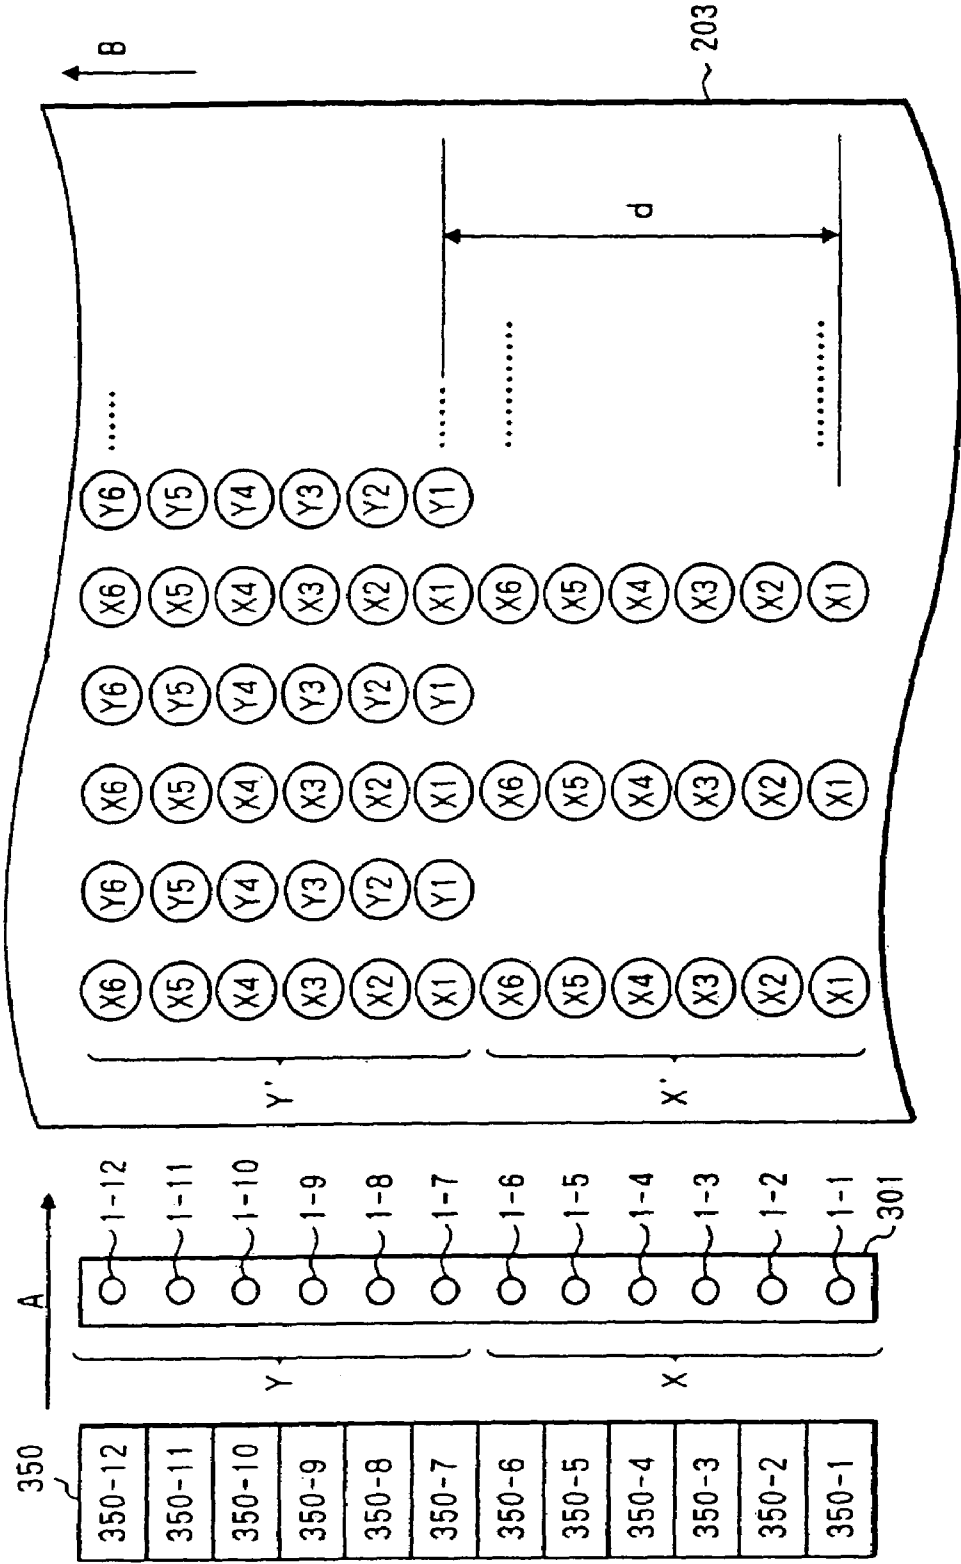 B
203
d
......
......
............
............
Y6 Y5 Y4 Y3 Y2 Y1
X6 X5 X4 X3 X2 X1 X6 X5 X4 X3 X2 X1
Y6 Y5 Y4 Y3 Y2 Y1
X6 X5 X4 X3 X2 X1 X6 X5 X4 X3 X2 X1
Y6 Y5 Y4 Y3 Y2 Y1
X6 X5 X4 X3 X2 X1 X6 X5 X4 X3 X2 X1
Y' X'
A
1-12 1-11 1-10 1-9 1-8 1-7 1-6 1-5 1-4 1-3 1-2 1-1
301
Y X
350
350-12 350-11 350-10 350-9 350-8 350-7 350-6 350-5 350-4 350-3 350-2 350-1